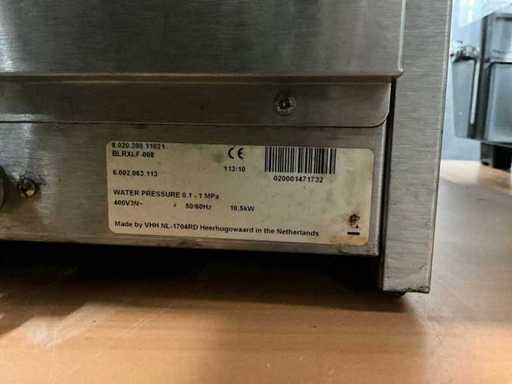 8.020.200.11021
BLRXLF-008
CE
6.002.063.113
113:10
020001471732
WATER PRESSURE 0.1 - 1 MPa
400V3N~ / 50/60Hz 10,5kW
Made by VHH NL-1704RD Heerhugowaard in the Netherlands